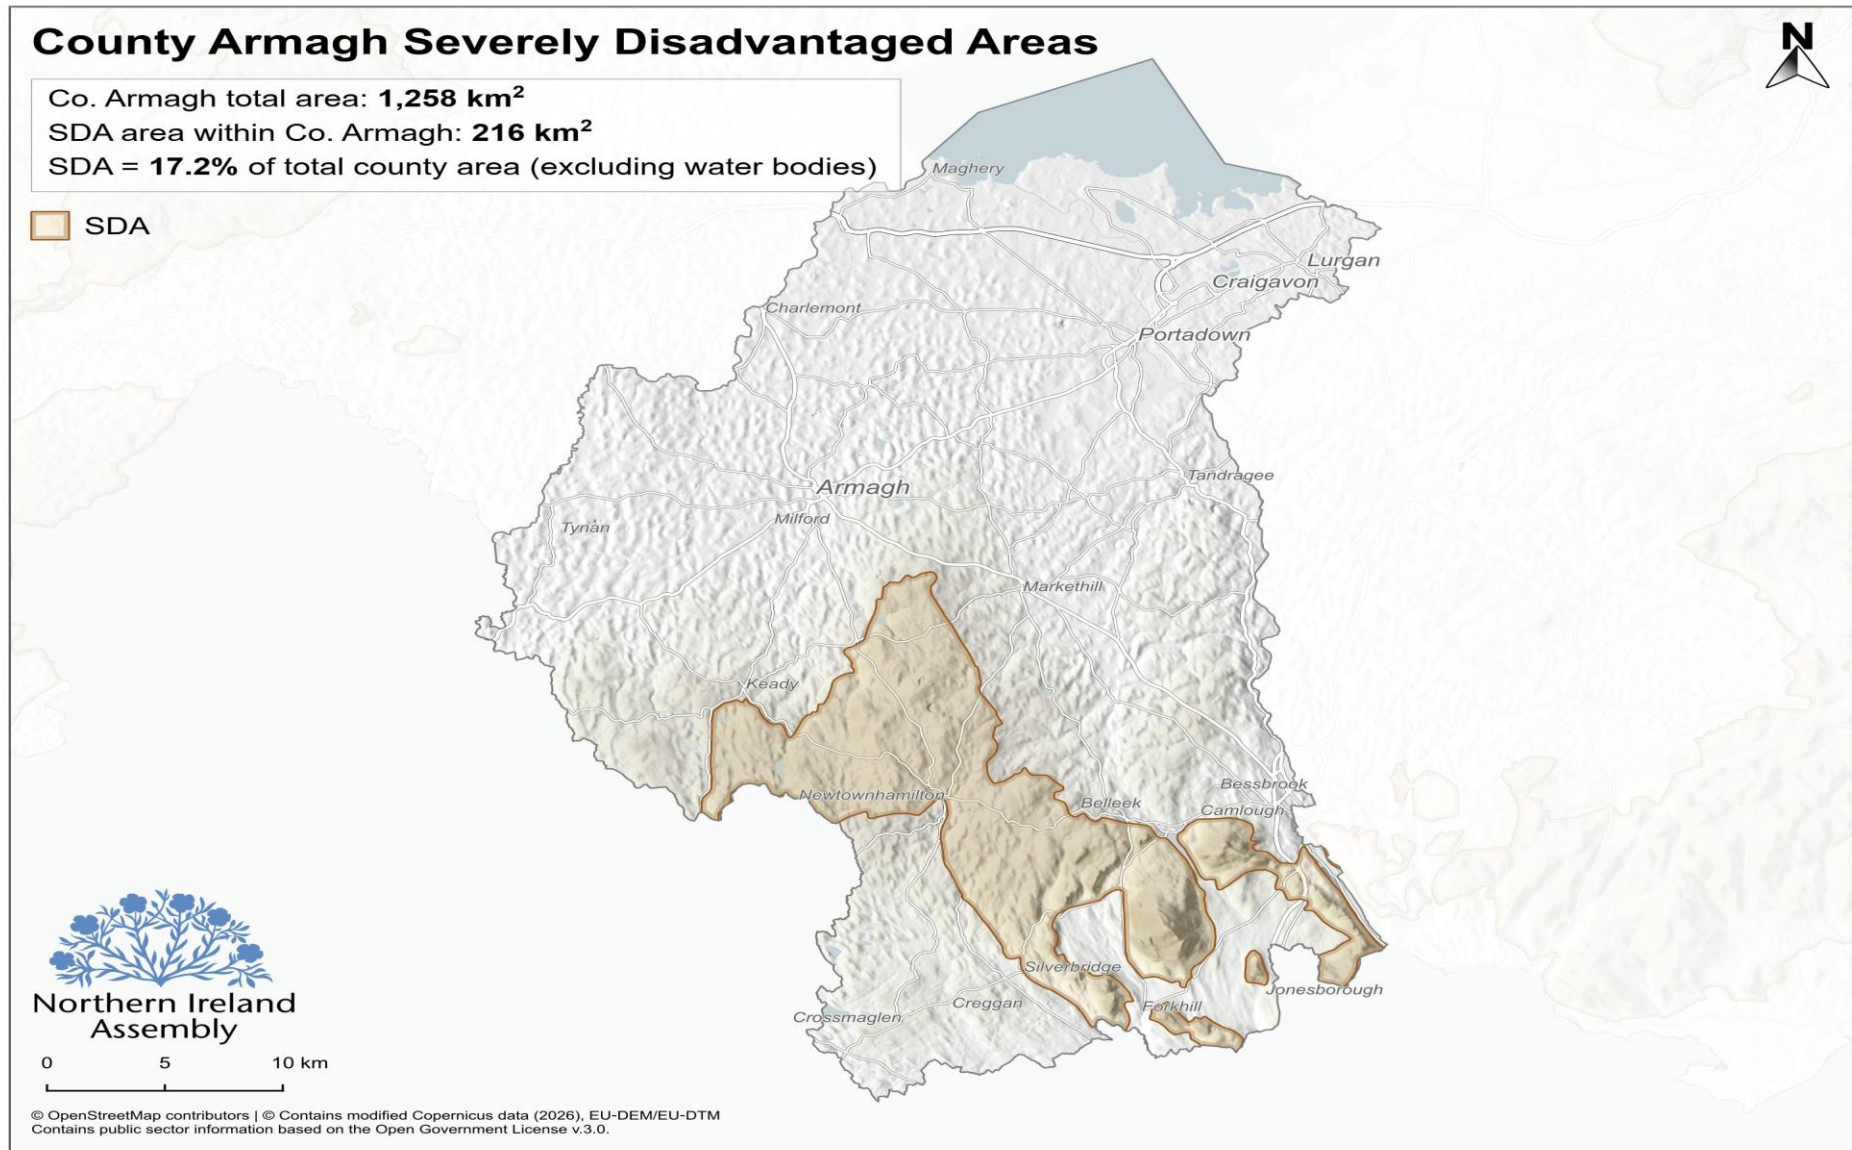 County Armagh Severely Disadvantaged Areas
N
Co. Armagh total area: 1,258 km²
SDA area within Co. Armagh: 216 km²
SDA = 17.2% of total county area (excluding water bodies)
SDA
Maghery
Lurgan
Craigavon
Charlemont
Portadown
Tandragee
Armagh
Milford
Tynan
Markethill
Keady
Bessbrook
Newtownhamilton
Belleek
Camlough
Silverbridge
Jonesborough
Creggan
Forkhill
Crossmaglen
Northern Ireland
Assembly
0 5 10 km
© OpenStreetMap contributors | © Contains modified Copernicus data (2026), EU-DEM/EU-DTM
Contains public sector information based on the Open Government License v.3.0.